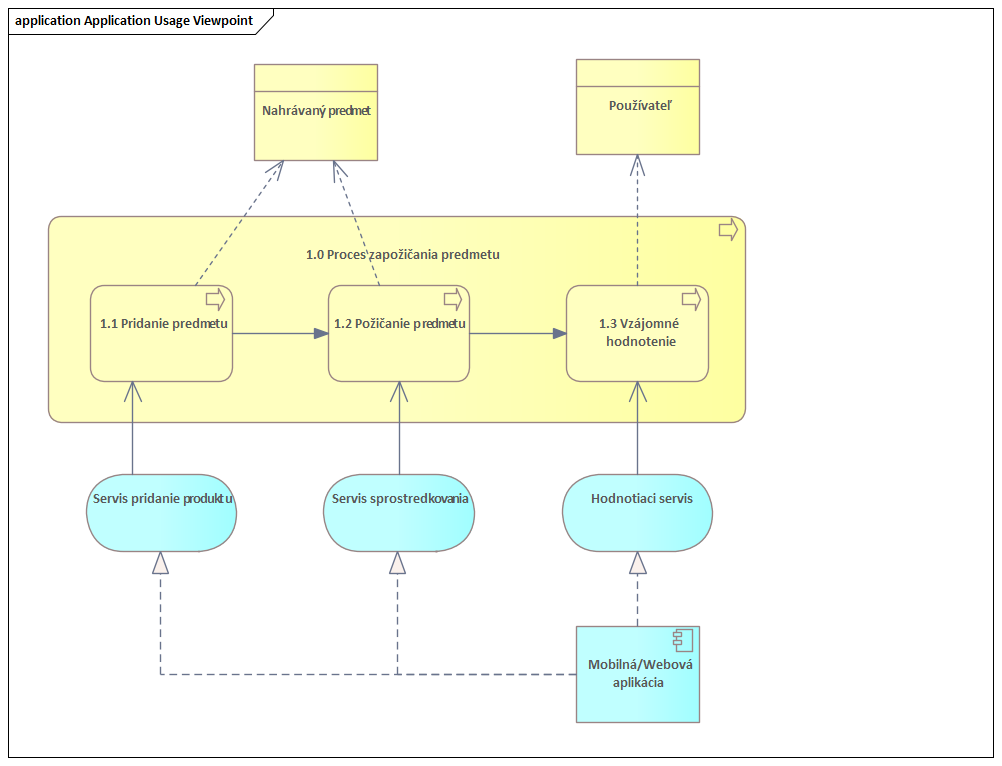 application Application Usage Viewpoint
Nahrávaný predmet
Používateľ
1.0 Proces zapožičania predmetu
1.1 Pridanie predmetu
1.2 Požičanie predmetu
1.3 Vzájomné
hodnotenie
Servis pridanie produktu
Servis sprostredkovania
Hodnotiaci servis
Mobilná/Webová
aplikácia